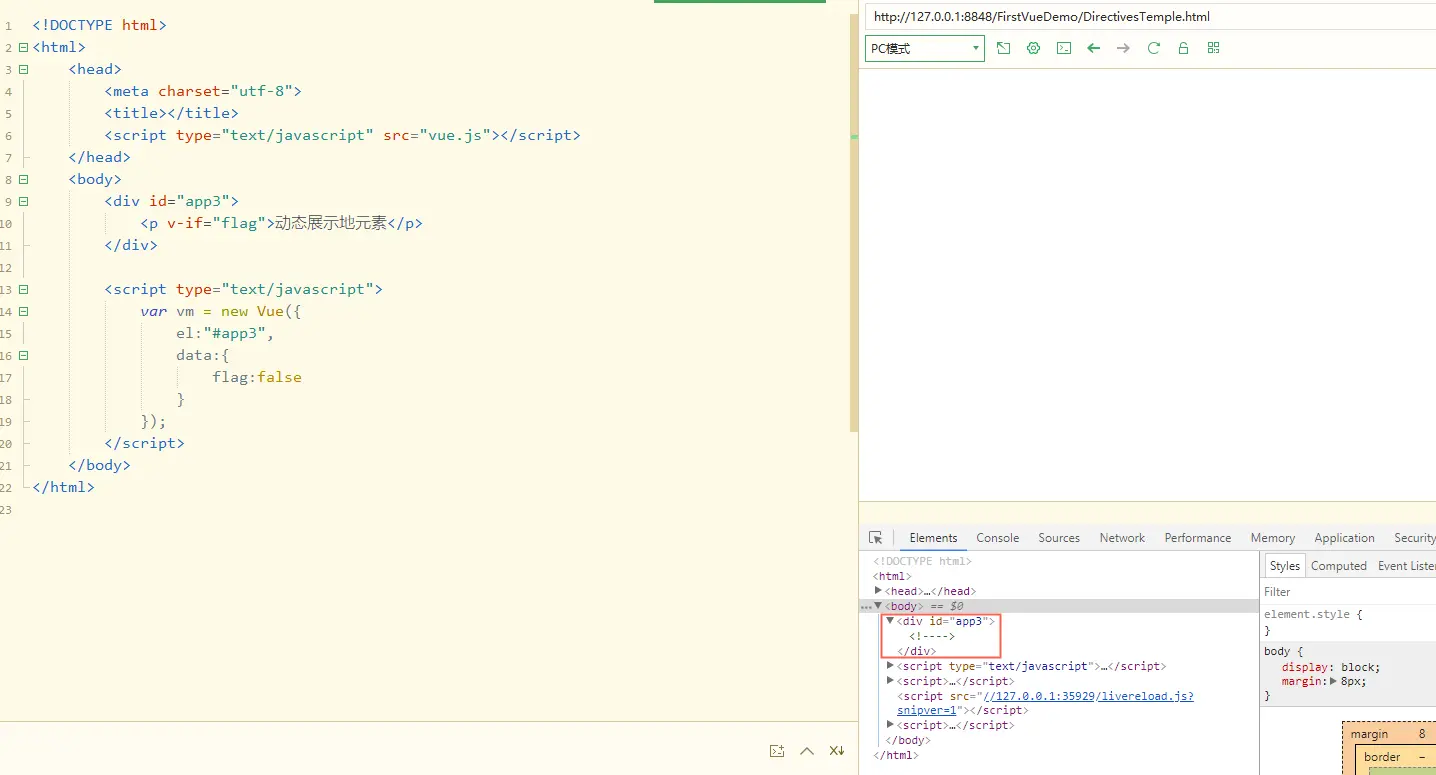 1 <!DOCTYPE html>
2 <html>
3 <head>
4 <meta charset="utf-8">
5 <title></title>
6 <script type="text/javascript" src="vue.js"></script>
7 </head>
8 <body>
9 <div id="app3">
10 <p v-if="flag">动态展示地元素</p>
11 </div>
12
13 <script type="text/javascript">
14 var vm = new Vue({
15 el:"#app3",
16 data:{
17 flag:false
18 }
19 });
20 </script>
21 </body>
22 </html>
23
http://127.0.0.1:8848/FirstVueDemo/DirectivesTemple.html
PC模式
Elements Console Sources Network Performance Memory Application Security
<!DOCTYPE html>
<html>
<head>…</head>
<body> == $0
<div id="app3">
<!---->
</div>
<script type="text/javascript">…</script>
<script>…</script>
<script src="//127.0.0.1:35929/livereload.js?
snipver=1"></script>
<script>…</script>
</body>
</html>
Styles Computed Event Listen
Filter
element.style {
}
body {
display: block;
margin: 8px;
}
margin 8
border –